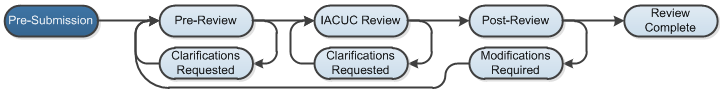 Pre-Submission
Pre-Review
IACUC Review
Post-Review
Review
Complete
Clarifications
Requested
Clarifications
Requested
Modifications
Required